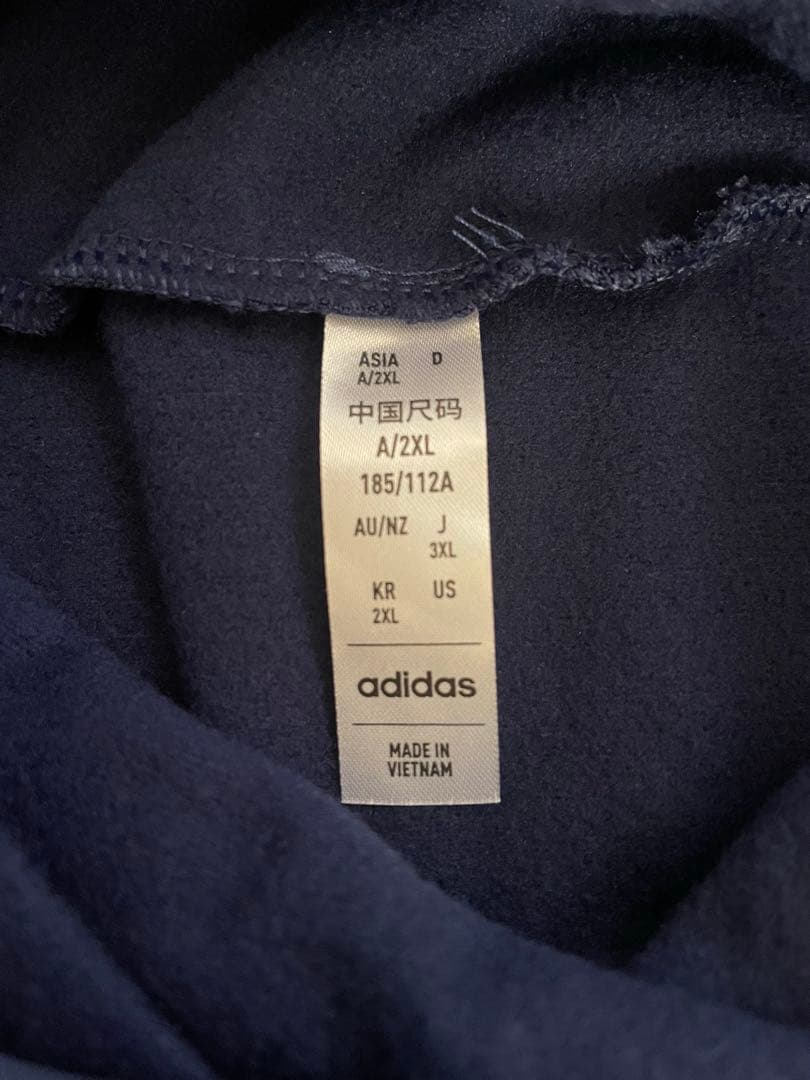 ASIA D
A/2XL
中国尺码
A/2XL
185/112A
AU/NZ J
3XL
KR US
2XL
adidas
MADE IN
VIETNAM